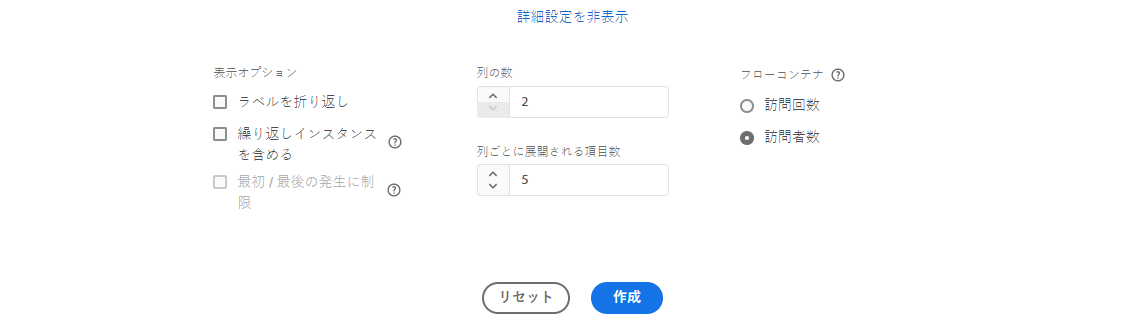 詳細設定を非表示
表示オプション
ラベルを折り返し
繰り返しインスタンス
を含める
最初 / 最後の発生に制
限
列の数
2
列ごとに展開される項目数
5
フローコンテナ
訪問回数
訪問者数
リセット
作成